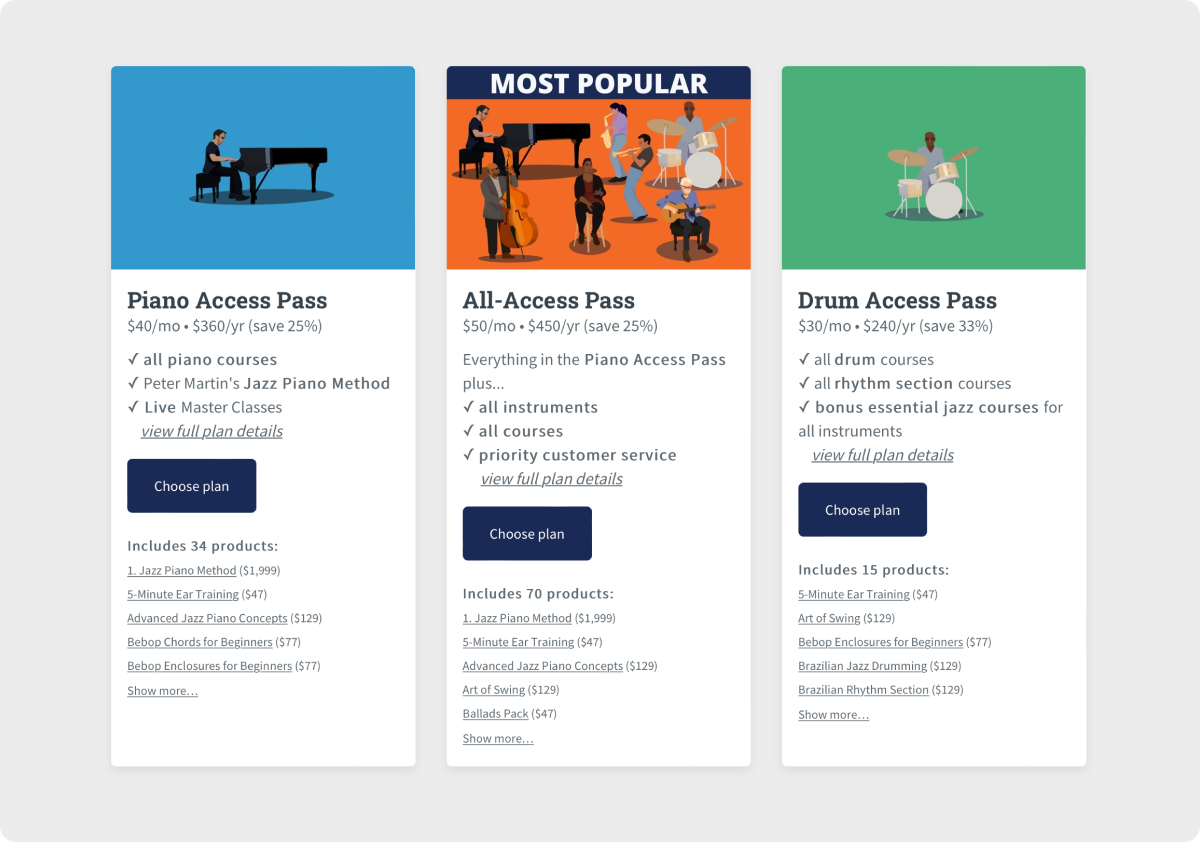 Piano Access Pass
$40/mo • $360/yr (save 25%)
✓ all piano courses
✓ Peter Martin's Jazz Piano Method
✓ Live Master Classes
view full plan details
Choose plan
Includes 34 products:
1. Jazz Piano Method ($1,999)
5-Minute Ear Training ($47)
Advanced Jazz Piano Concepts ($129)
Bebop Chords for Beginners ($77)
Bebop Enclosures for Beginners ($77)
Show more…
MOST POPULAR
All-Access Pass
$50/mo • $450/yr (save 25%)
Everything in the Piano Access Pass
plus...
✓ all instruments
✓ all courses
✓ priority customer service
view full plan details
Choose plan
Includes 70 products:
1. Jazz Piano Method ($1,999)
5-Minute Ear Training ($47)
Advanced Jazz Piano Concepts ($129)
Art of Swing ($129)
Ballads Pack ($47)
Show more…
Drum Access Pass
$30/mo • $240/yr (save 33%)
✓ all drum courses
✓ all rhythm section courses
✓ bonus essential jazz courses for
all instruments
view full plan details
Choose plan
Includes 15 products:
5-Minute Ear Training ($47)
Art of Swing ($129)
Bebop Enclosures for Beginners ($77)
Brazilian Jazz Drumming ($129)
Brazilian Rhythm Section ($129)
Show more…